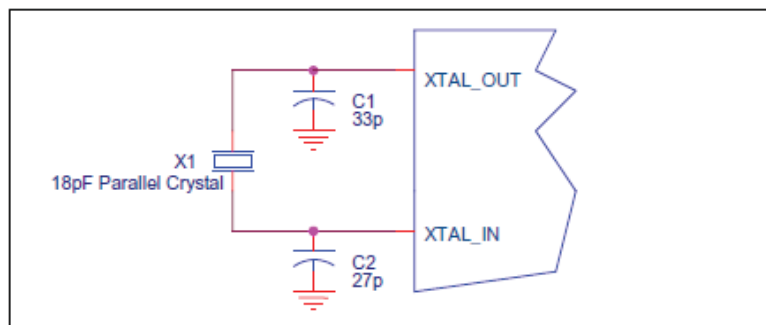 XTAL_OUT
C1
33p
X1
18pF Parallel Crystal
XTAL_IN
C2
27p